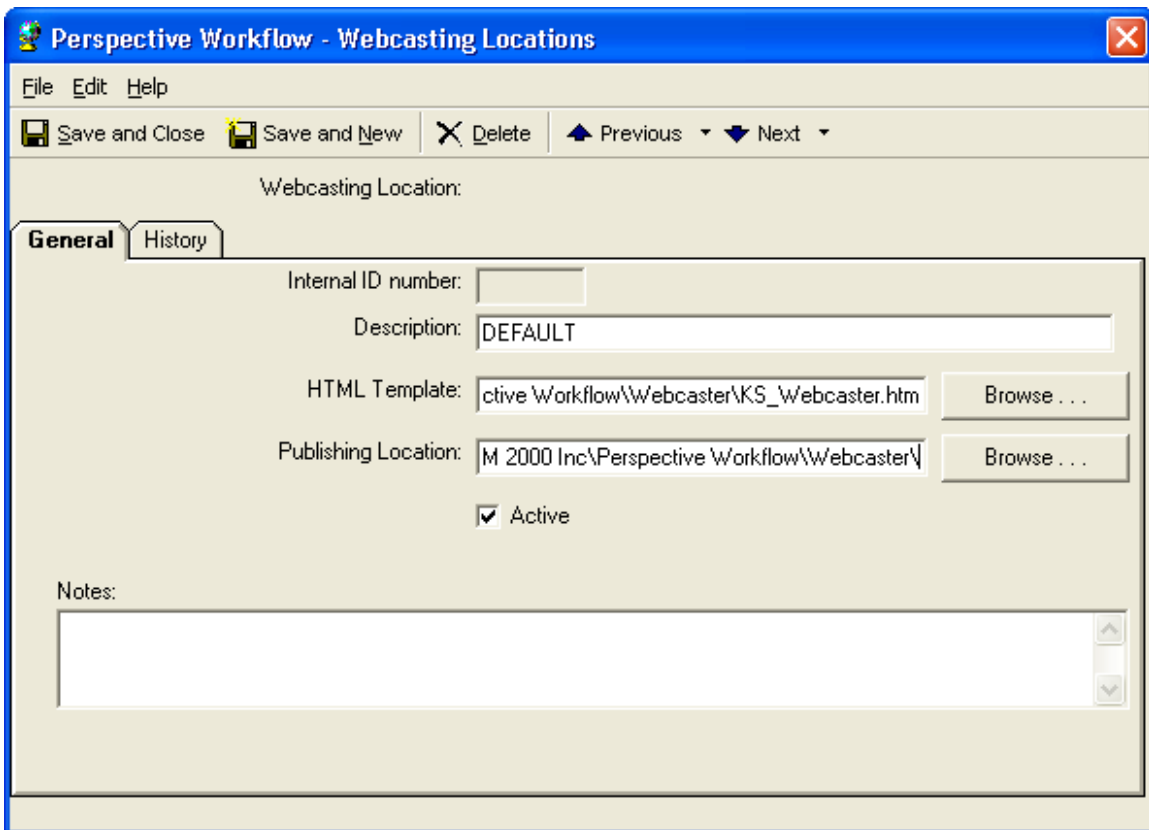 Perspective Workflow - Webcasting Locations
File Edit Help
Save and Close Save and New Delete Previous Next
Webcasting Location:
General History
Internal ID number:
Description: DEFAULT
HTML Template: ctive Workflow\Webcaster\KS_Webcaster.htm Browse . . .
Publishing Location: M 2000 Inc\Perspective Workflow\Webcaster\ Browse . . .
Active
Notes: